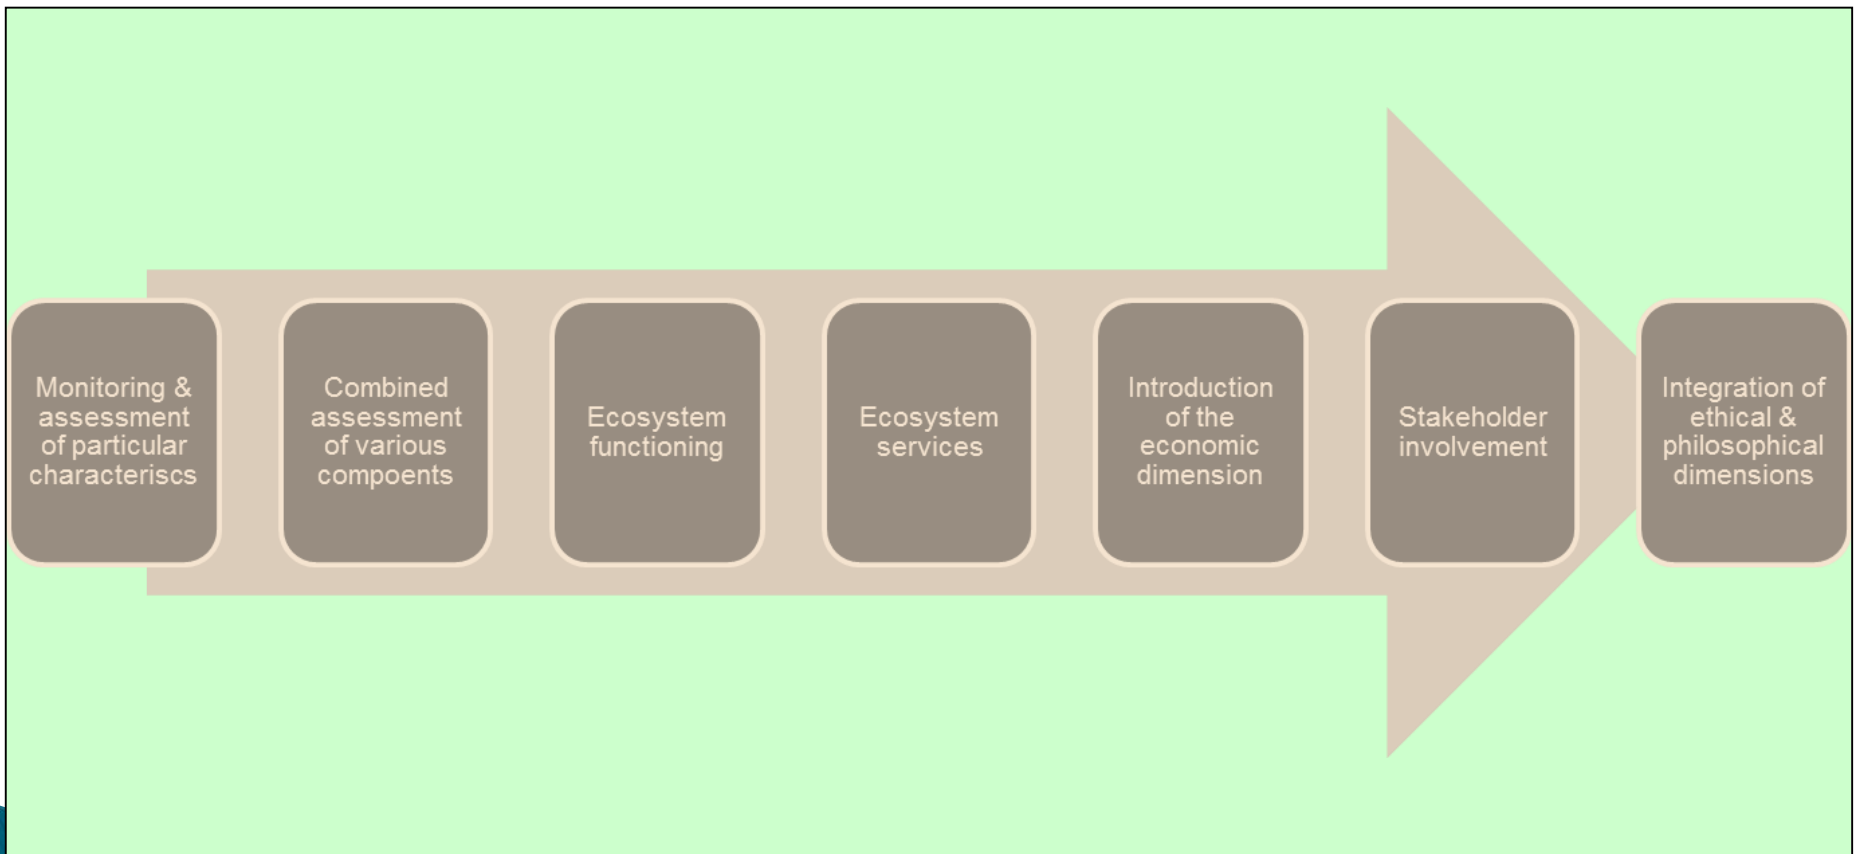 Monitoring &
assessment
of particular
characteriscs
Combined
assessment
of various
compoents
Ecosystem
functioning
Ecosystem
services
Introduction
of the
economic
dimension
Stakeholder
involvement
Integration of
ethical &
philosophical
dimensions